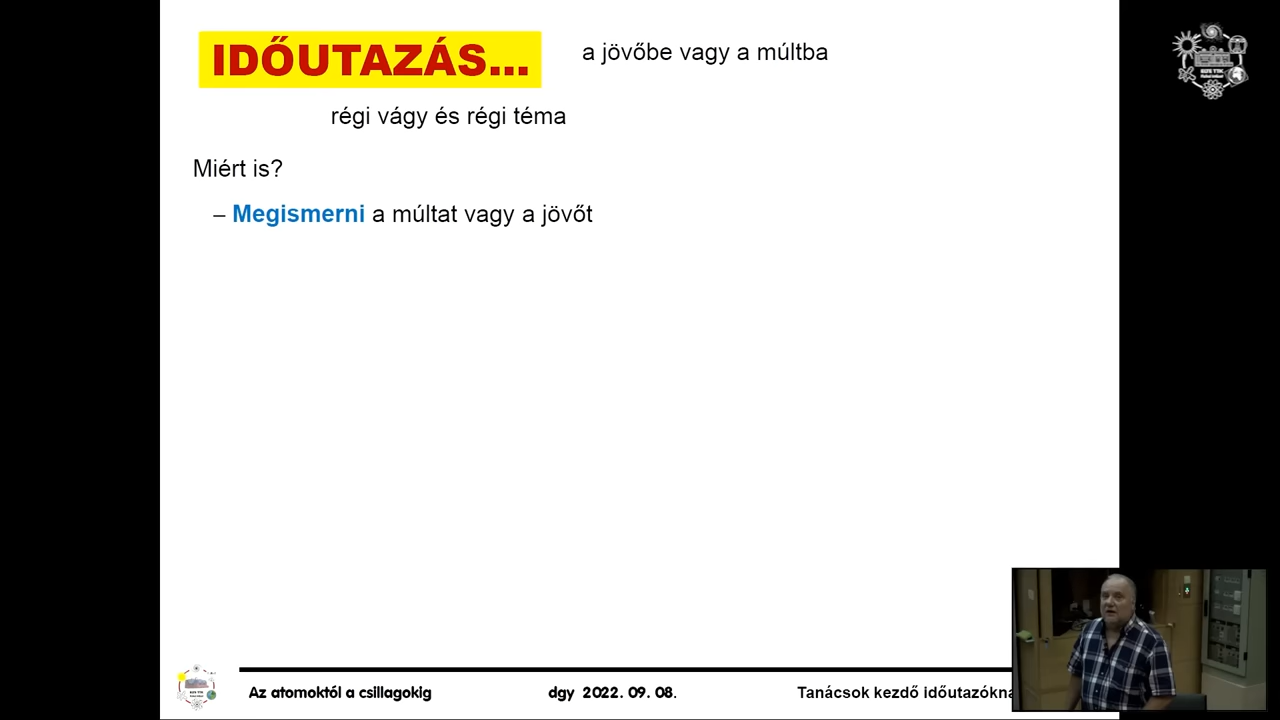 IDŐUTAZÁS... a jövőbe vagy a múltba
régi vágy és régi téma
Miért is?
– Megismerni a múltat vagy a jövőt
Az atomoktól a csillagokig dgy 2022. 09. 08. Tanácsok kezdő